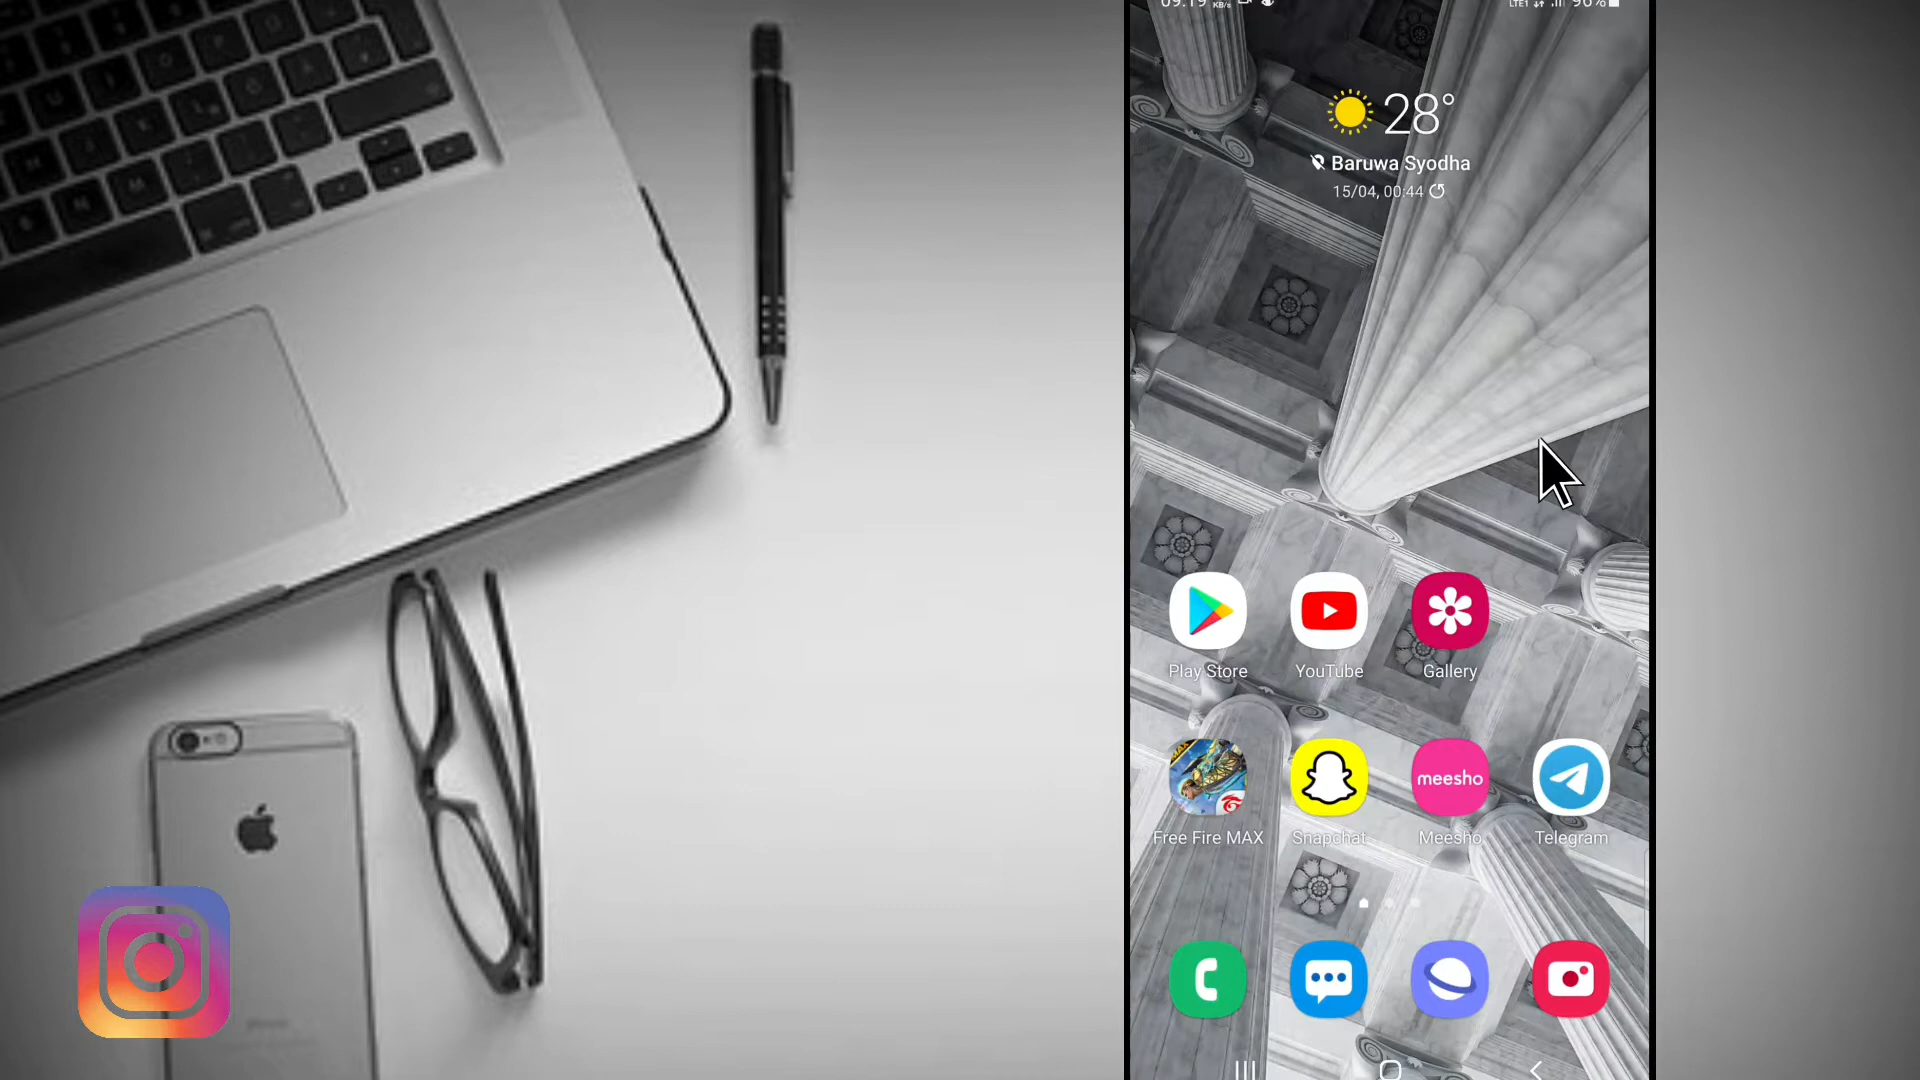 09:19 KB/s
LTE1 96%
28°
Baruwa Syodha
15/04, 00:44
Play Store
YouTube
Gallery
meesho
Free Fire MAX
Snapchat
Meesho
Telegram